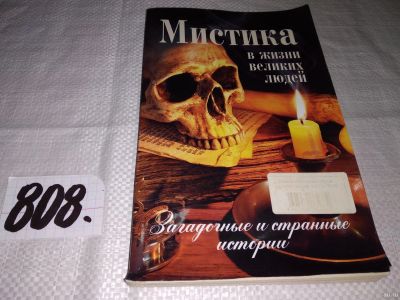 Мистика
в жизни
великих
людей
808.
Загадочные и странные
истории